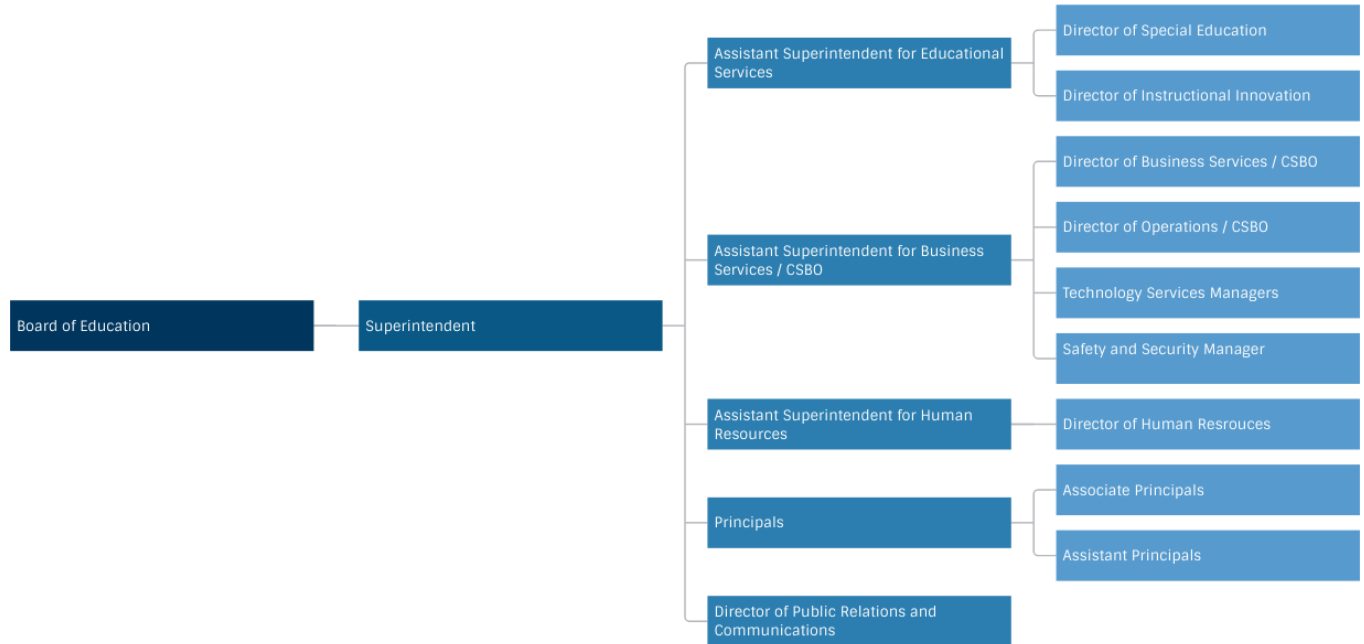 Board of Education
Superintendent
Assistant Superintendent for Educational
Services
Director of Special Education
Director of Instructional Innovation
Assistant Superintendent for Business
Services / CSBO
Director of Business Services / CSBO
Director of Operations / CSBO
Technology Services Managers
Safety and Security Manager
Assistant Superintendent for Human
Resources
Director of Human Resrouces
Principals
Associate Principals
Assistant Principals
Director of Public Relations and
Communications